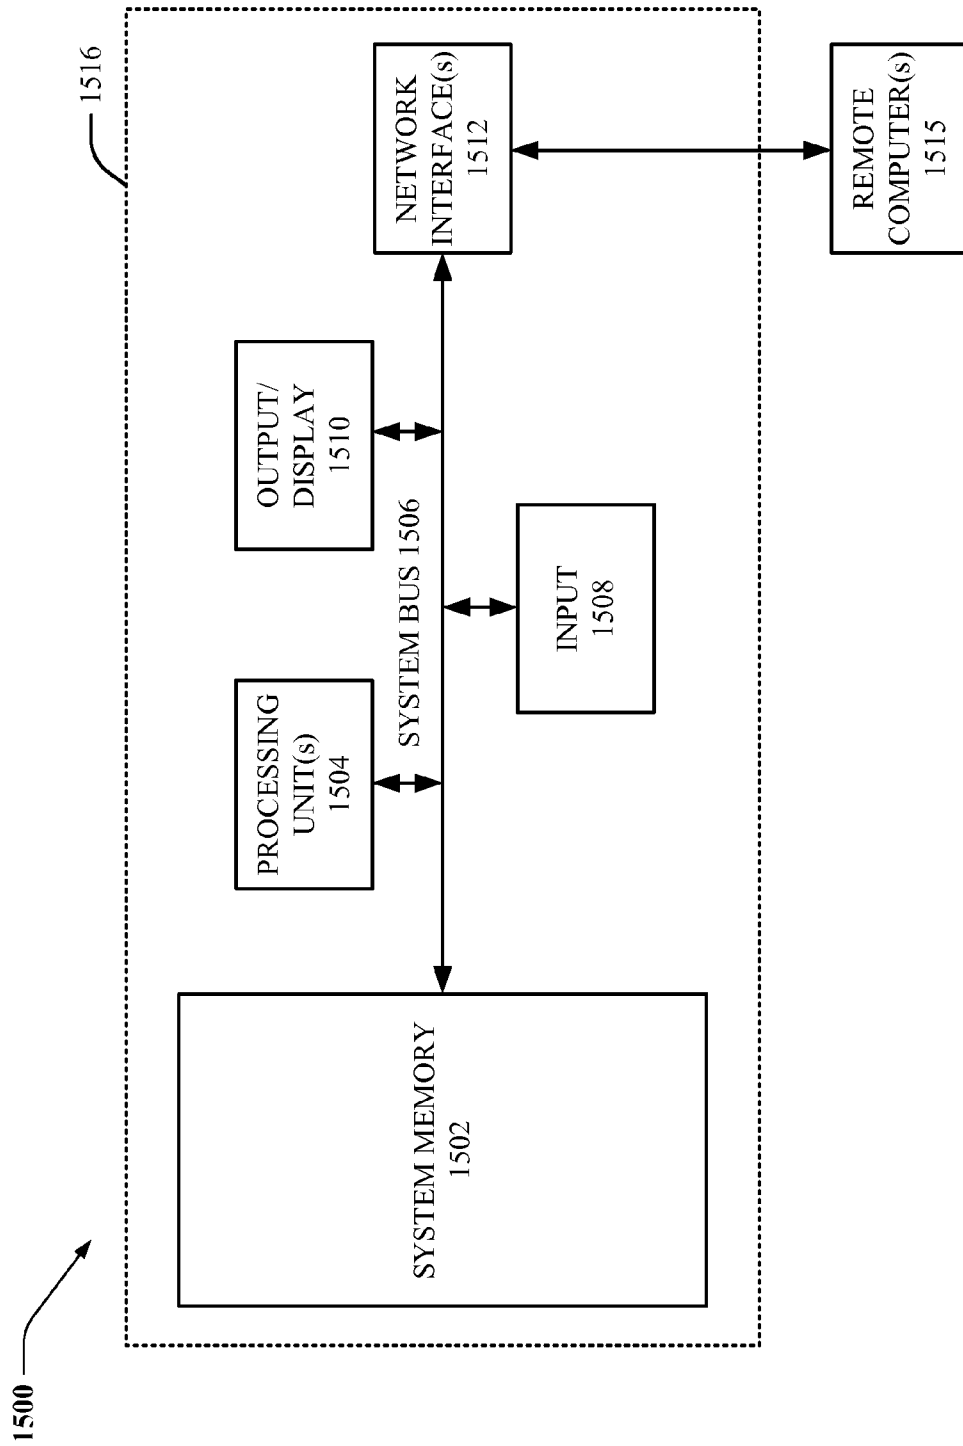 1500
1516
SYSTEM MEMORY
1502
PROCESSING
UNIT(s)
1504
OUTPUT/
DISPLAY
1510
SYSTEM BUS 1506
INPUT
1508
NETWORK
INTERFACE(s)
1512
REMOTE
COMPUTER(s)
1515